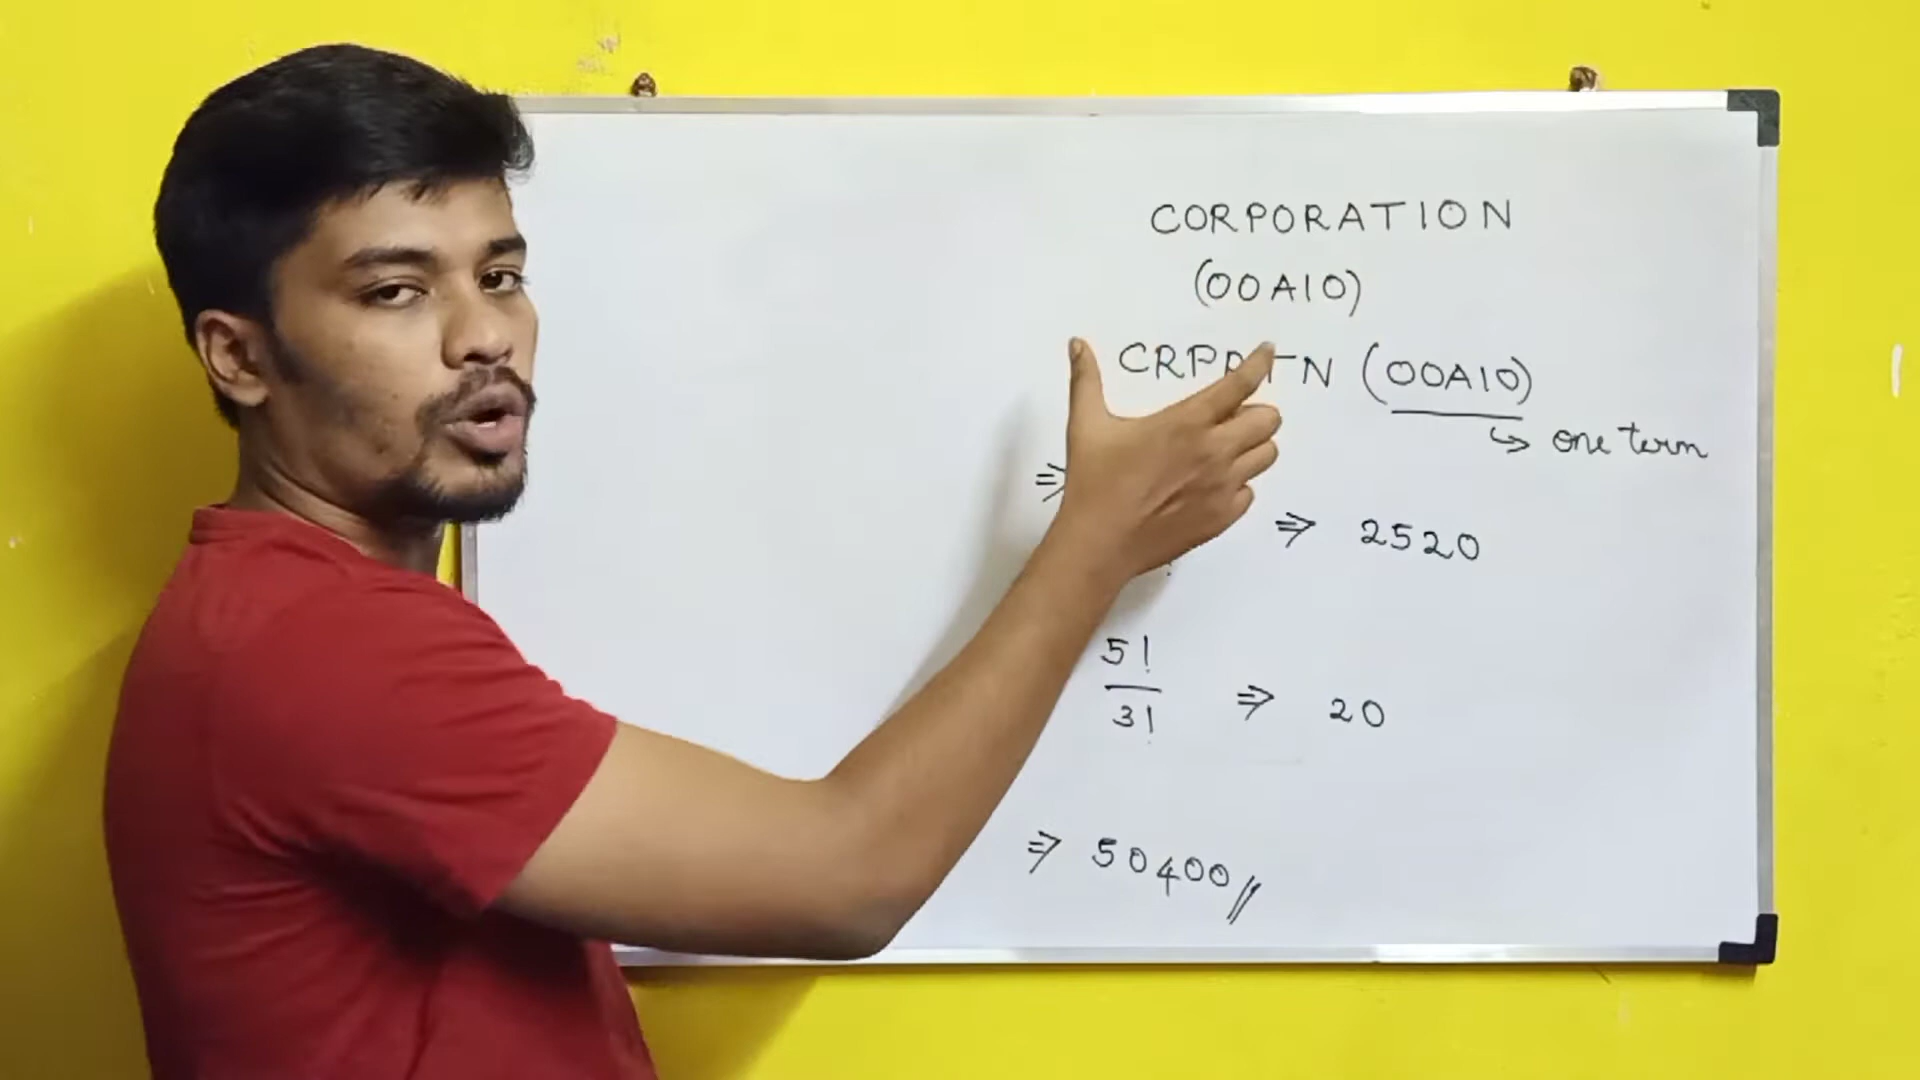 CORPORATION
(OOAIO)
CRPRTN (OOAIO)
↳ one term
⇒
⇒ 2520
5!
3!
⇒ 20
⇒ 50400//